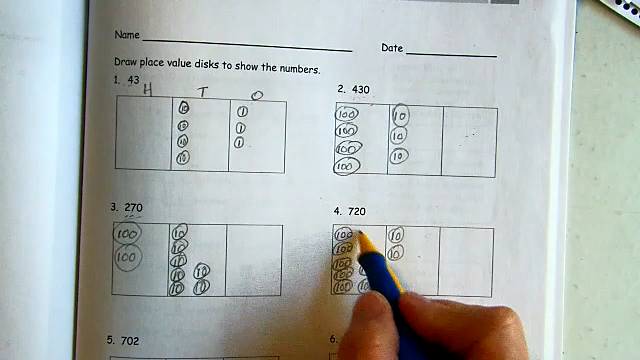 Name Date
Draw place value disks to show the numbers.
1. 43 2. 430
H T O
10 1 100 10
10 1 100 10
10 1 100 10
10 100
3. 270 4. 720
100 10 100 10
100 10 100 10
10 100
10 10 100
10 10 100
5. 702 6.